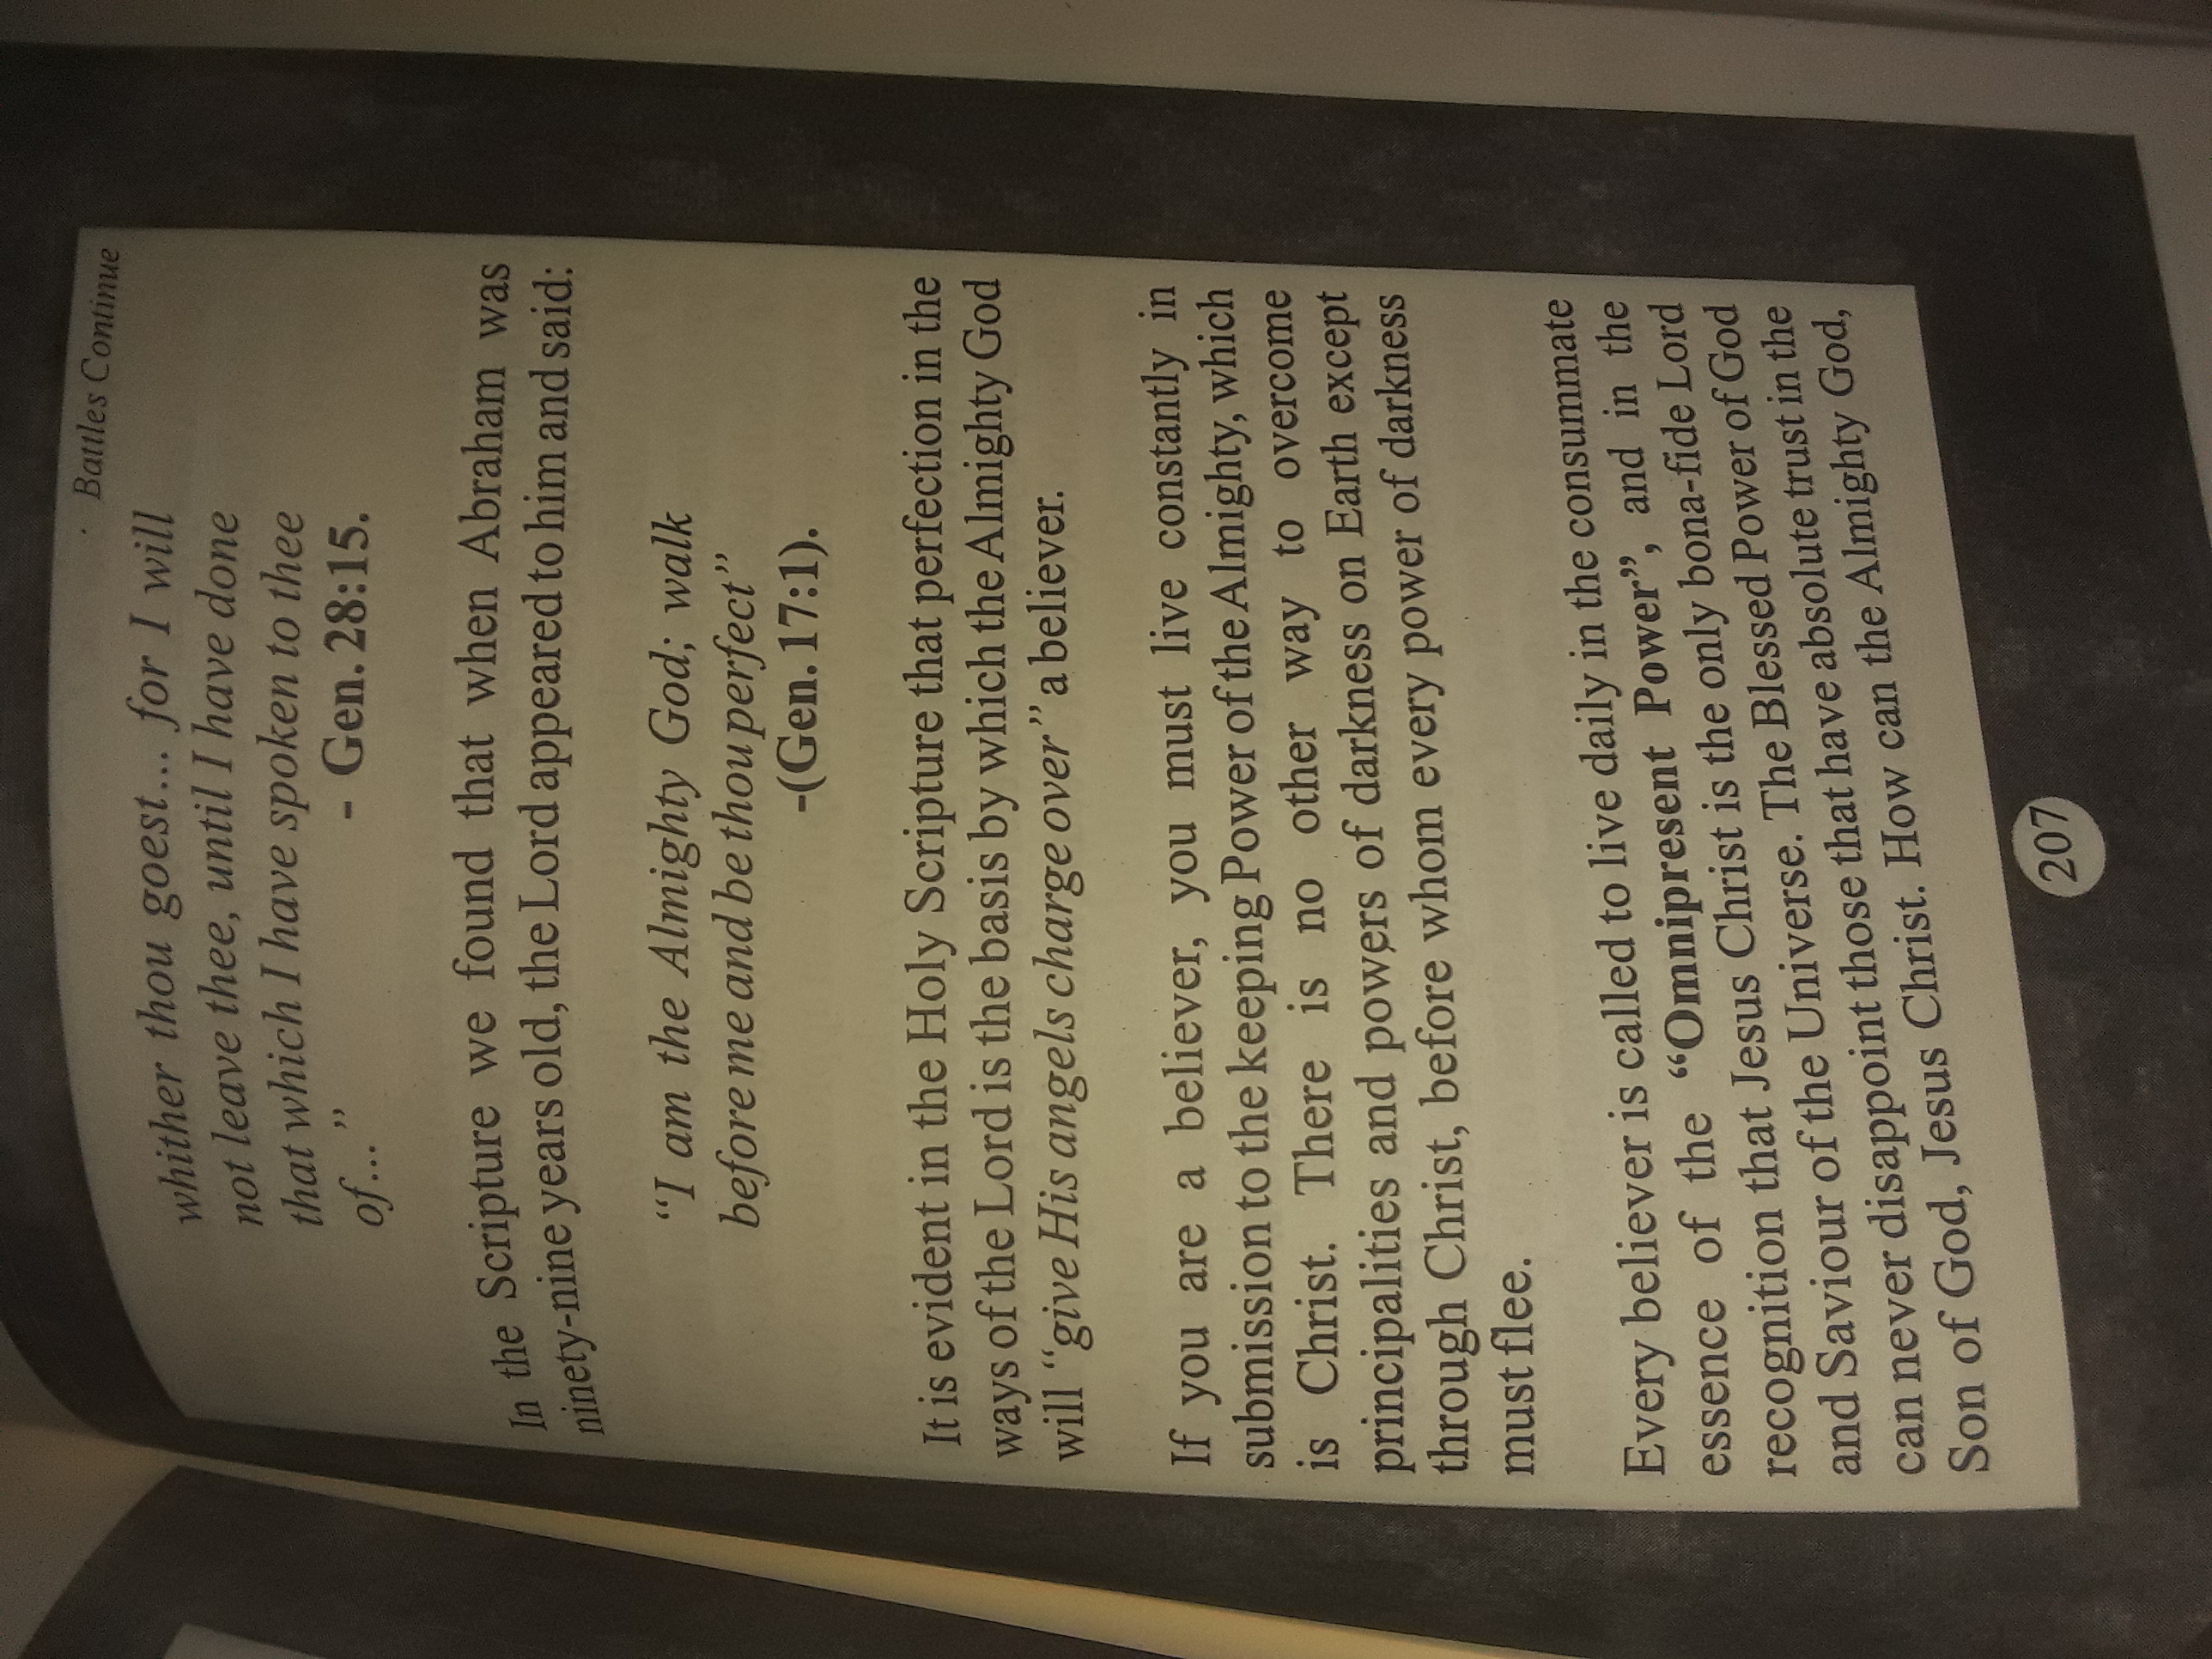 Battles Continue
whither thou goest... for I will
not leave thee, until I have done
that which I have spoken to thee
of..."
- Gen. 28:15.
In the Scripture we found that when Abraham was
ninety-nine years old, the Lord appeared to him and said:
"I am the Almighty God; walk
before me and be thou perfect"
-(Gen. 17:1).
It is evident in the Holy Scripture that perfection in the
ways of the Lord is the basis by which the Almighty God
will "give His angels charge over" a believer.
If you are a believer, you must live constantly in
submission to the keeping Power of the Almighty, which
is Christ. There is no other way to overcome
principalities and powers of darkness on Earth except
through Christ, before whom every power of darkness
must flee.
Every believer is called to live daily in the consummate
essence of the "Omnipresent Power", and in the
recognition that Jesus Christ is the only bona-fide Lord
and Saviour of the Universe. The Blessed Power of God
can never disappoint those that have absolute trust in the
Son of God, Jesus Christ. How can the Almighty God,
207